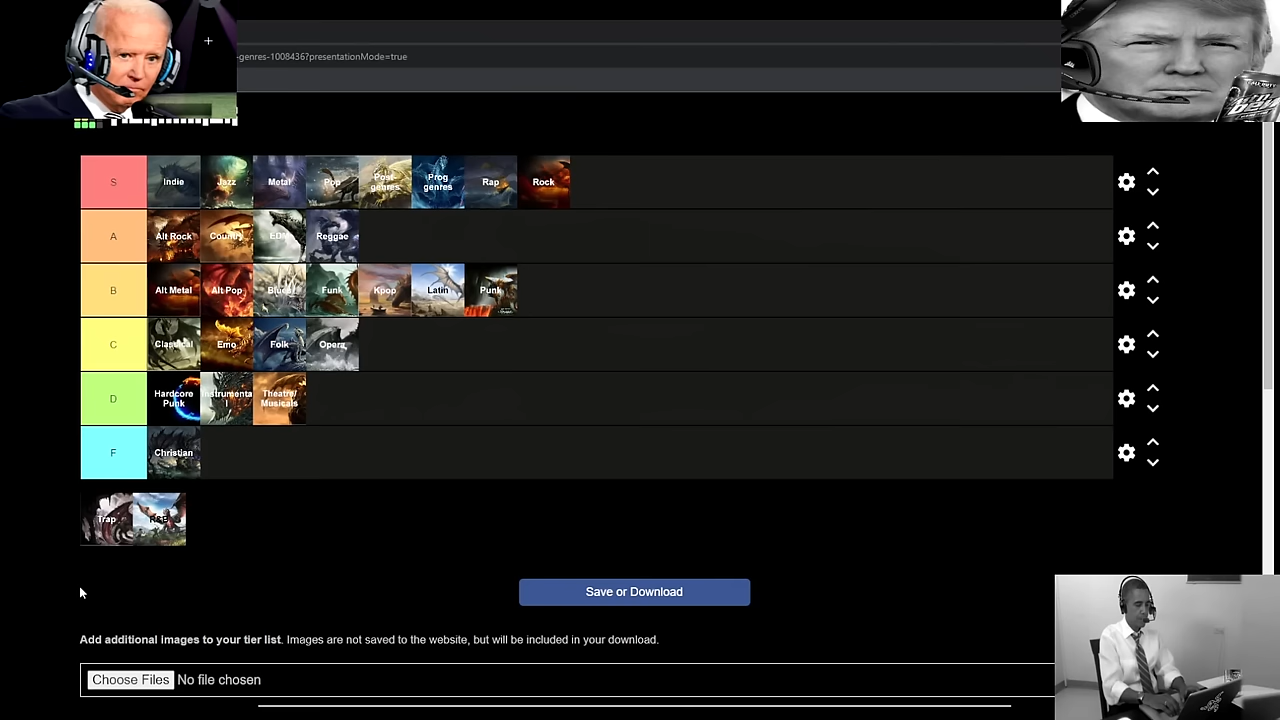 -genres-1008436?presentationMode=true
S Indie Jazz Metal Pop Post-genres Prog genres Rap Rock
A Alt Rock Country EDM Reggae
B Alt Metal Alt Pop Blues Funk Kpop Latin Punk
C Classical Emo Folk Opera
D Hardcore Punk Instrumental Theatre/Musicals
F Christian
Trap R&B
Save or Download
Add additional images to your tier list. Images are not saved to the website, but will be included in your download.
Choose Files No file chosen